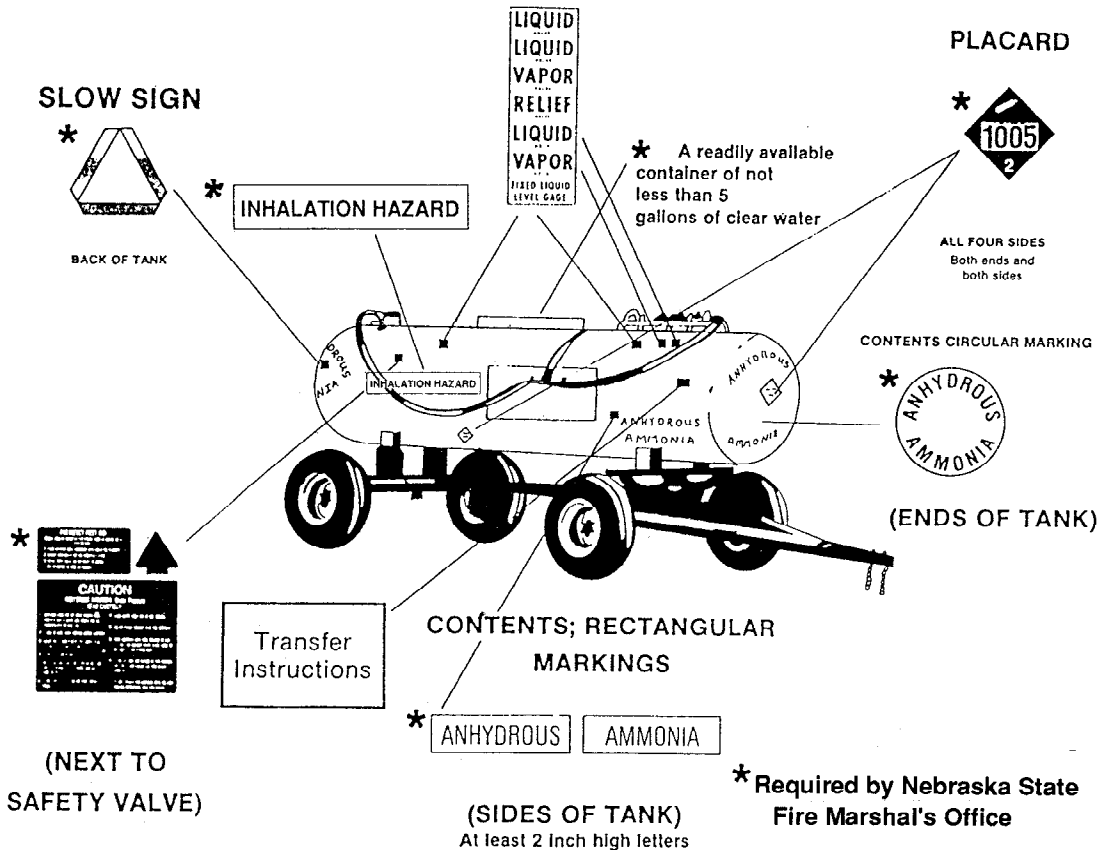 LIQUID
LIQUID
VAPOR
RELIEF
LIQUID
VAPOR
FIXED LIQUID
LEVEL GAGE
PLACARD
*
1005
2
ALL FOUR SIDES
Both ends and
both sides
SLOW SIGN
*
BACK OF TANK
* INHALATION HAZARD
* A readily available
container of not
less than 5
gallons of clear water
CONTENTS CIRCULAR MARKING
*
ANHYDROUS
AMMONIA
(ENDS OF TANK)
DROUS
NIA
INHALATION HAZARD
ANHYDROUS
AMMONIA
ANHYDROUS
AMMONIA
*
CAUTION
(NEXT TO
SAFETY VALVE)
Transfer
Instructions
CONTENTS; RECTANGULAR
MARKINGS
* ANHYDROUS AMMONIA
(SIDES OF TANK)
At least 2 inch high letters
* Required by Nebraska State
Fire Marshal's Office